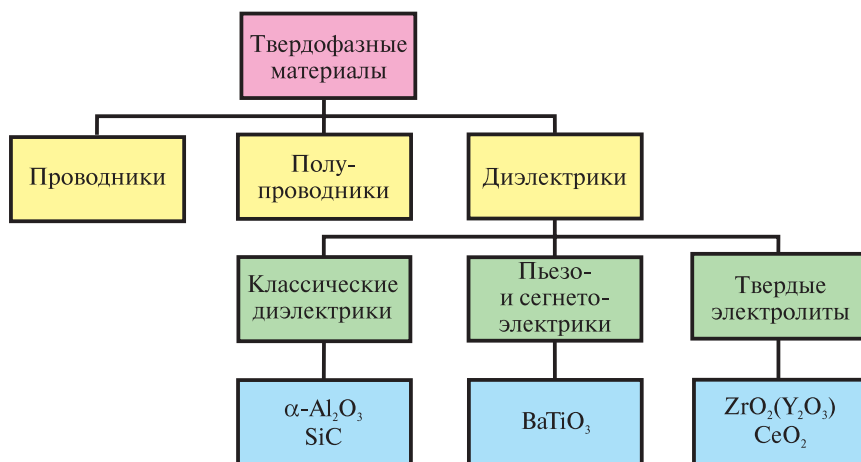 Твердофазные
материалы
Проводники
Полу-
проводники
Диэлектрики
Классические
диэлектрики
Пьезо-
и сегнето-
электрики
Твердые
электролиты
α-Al₂O₃
SiC
BaTiO₃
ZrO₂(Y₂O₃)
CeO₂